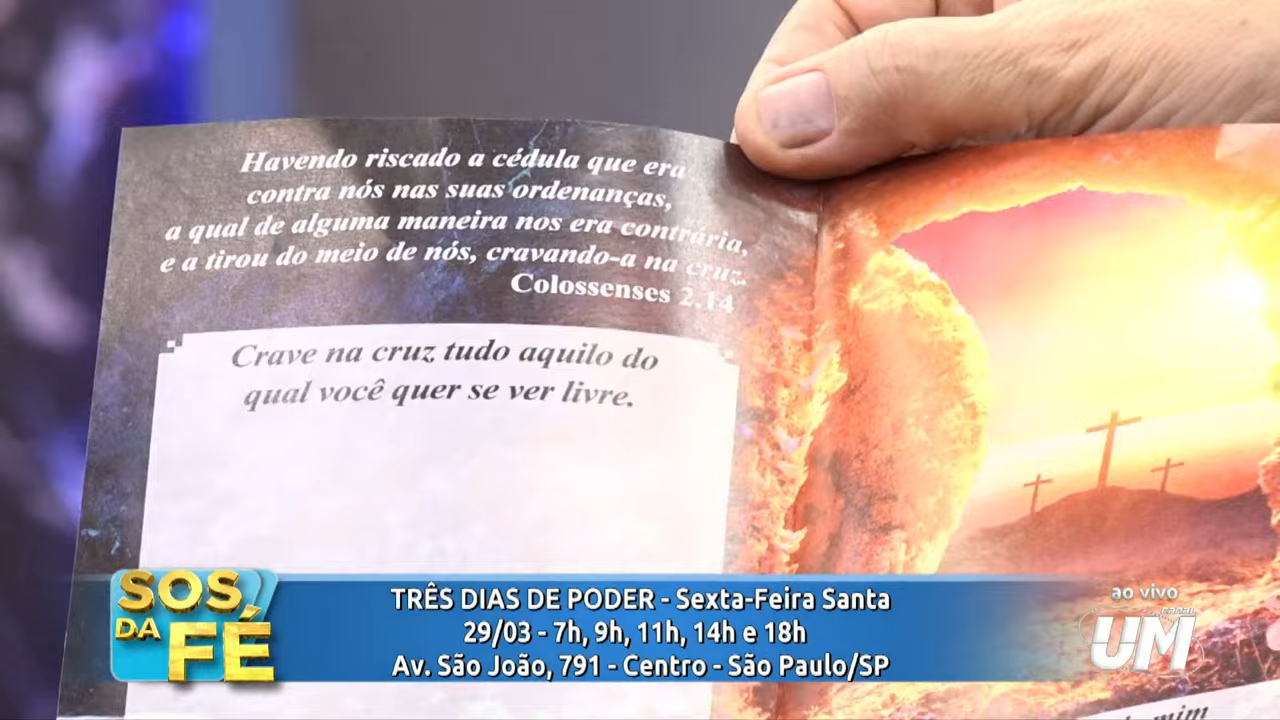 Havendo riscado a cédula que era
contra nós nas suas ordenanças,
a qual de alguma maneira nos era contrária,
e a tirou do meio de nós, cravando-a na cruz.
Colossenses 2.14
Crave na cruz tudo aquilo do
qual você quer se ver livre.
SOS
DA FÉ
TRÊS DIAS DE PODER - Sexta-Feira Santa
29/03 - 7h, 9h, 11h, 14h e 18h
Av. São João, 791 - Centro - São Paulo/SP
ao vivo
UM
mim